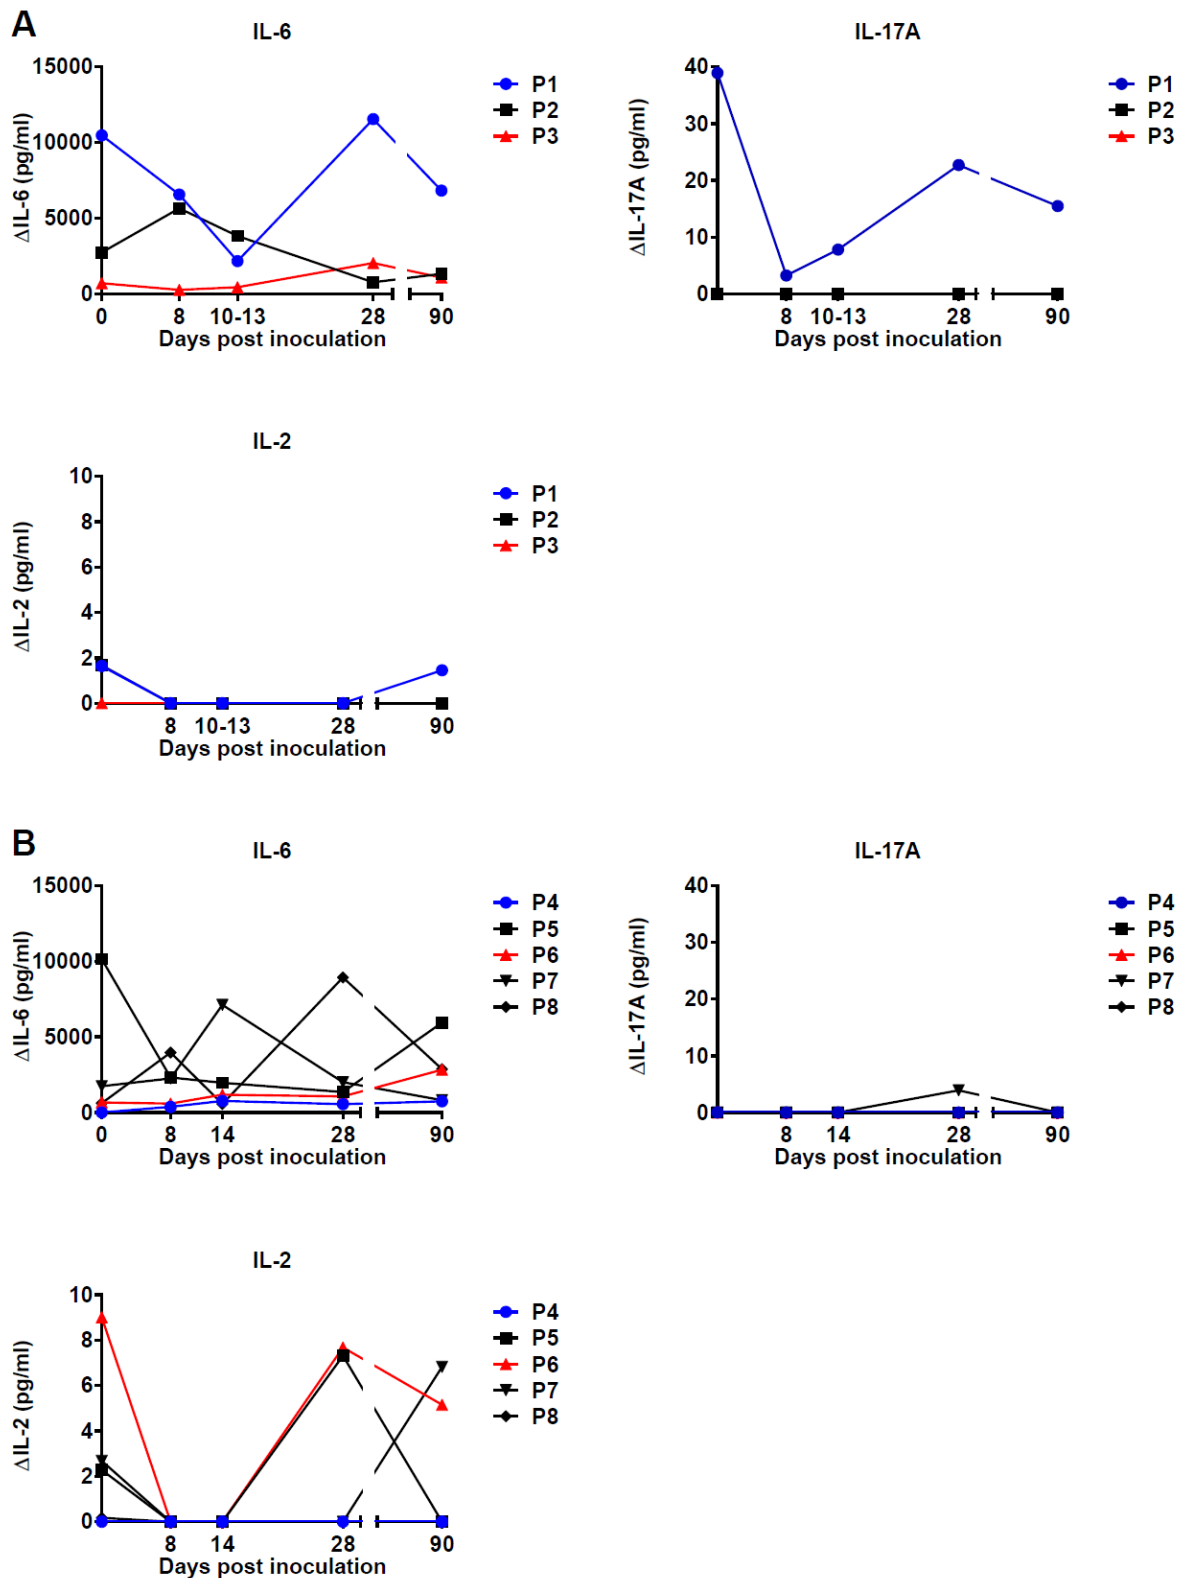 A
IL-6
ΔIL-6 (pg/ml)
15000
10000
5000
0
0 8 10-13 28 90
Days post inoculation
P1
P2
P3
IL-17A
ΔIL-17A (pg/ml)
40
30
20
10
0
8 10-13 28 90
Days post inoculation
P1
P2
P3
IL-2
ΔIL-2 (pg/ml)
10
8
6
4
2
0
8 10-13 28 90
Days post inoculation
P1
P2
P3
B
IL-6
ΔIL-6 (pg/ml)
15000
10000
5000
0
0 8 14 28 90
Days post inoculation
P4
P5
P6
P7
P8
IL-17A
ΔIL-17A (pg/ml)
40
30
20
10
0
8 14 28 90
Days post inoculation
P4
P5
P6
P7
P8
IL-2
ΔIL-2 (pg/ml)
10
8
6
4
2
0
8 14 28 90
Days post inoculation
P4
P5
P6
P7
P8